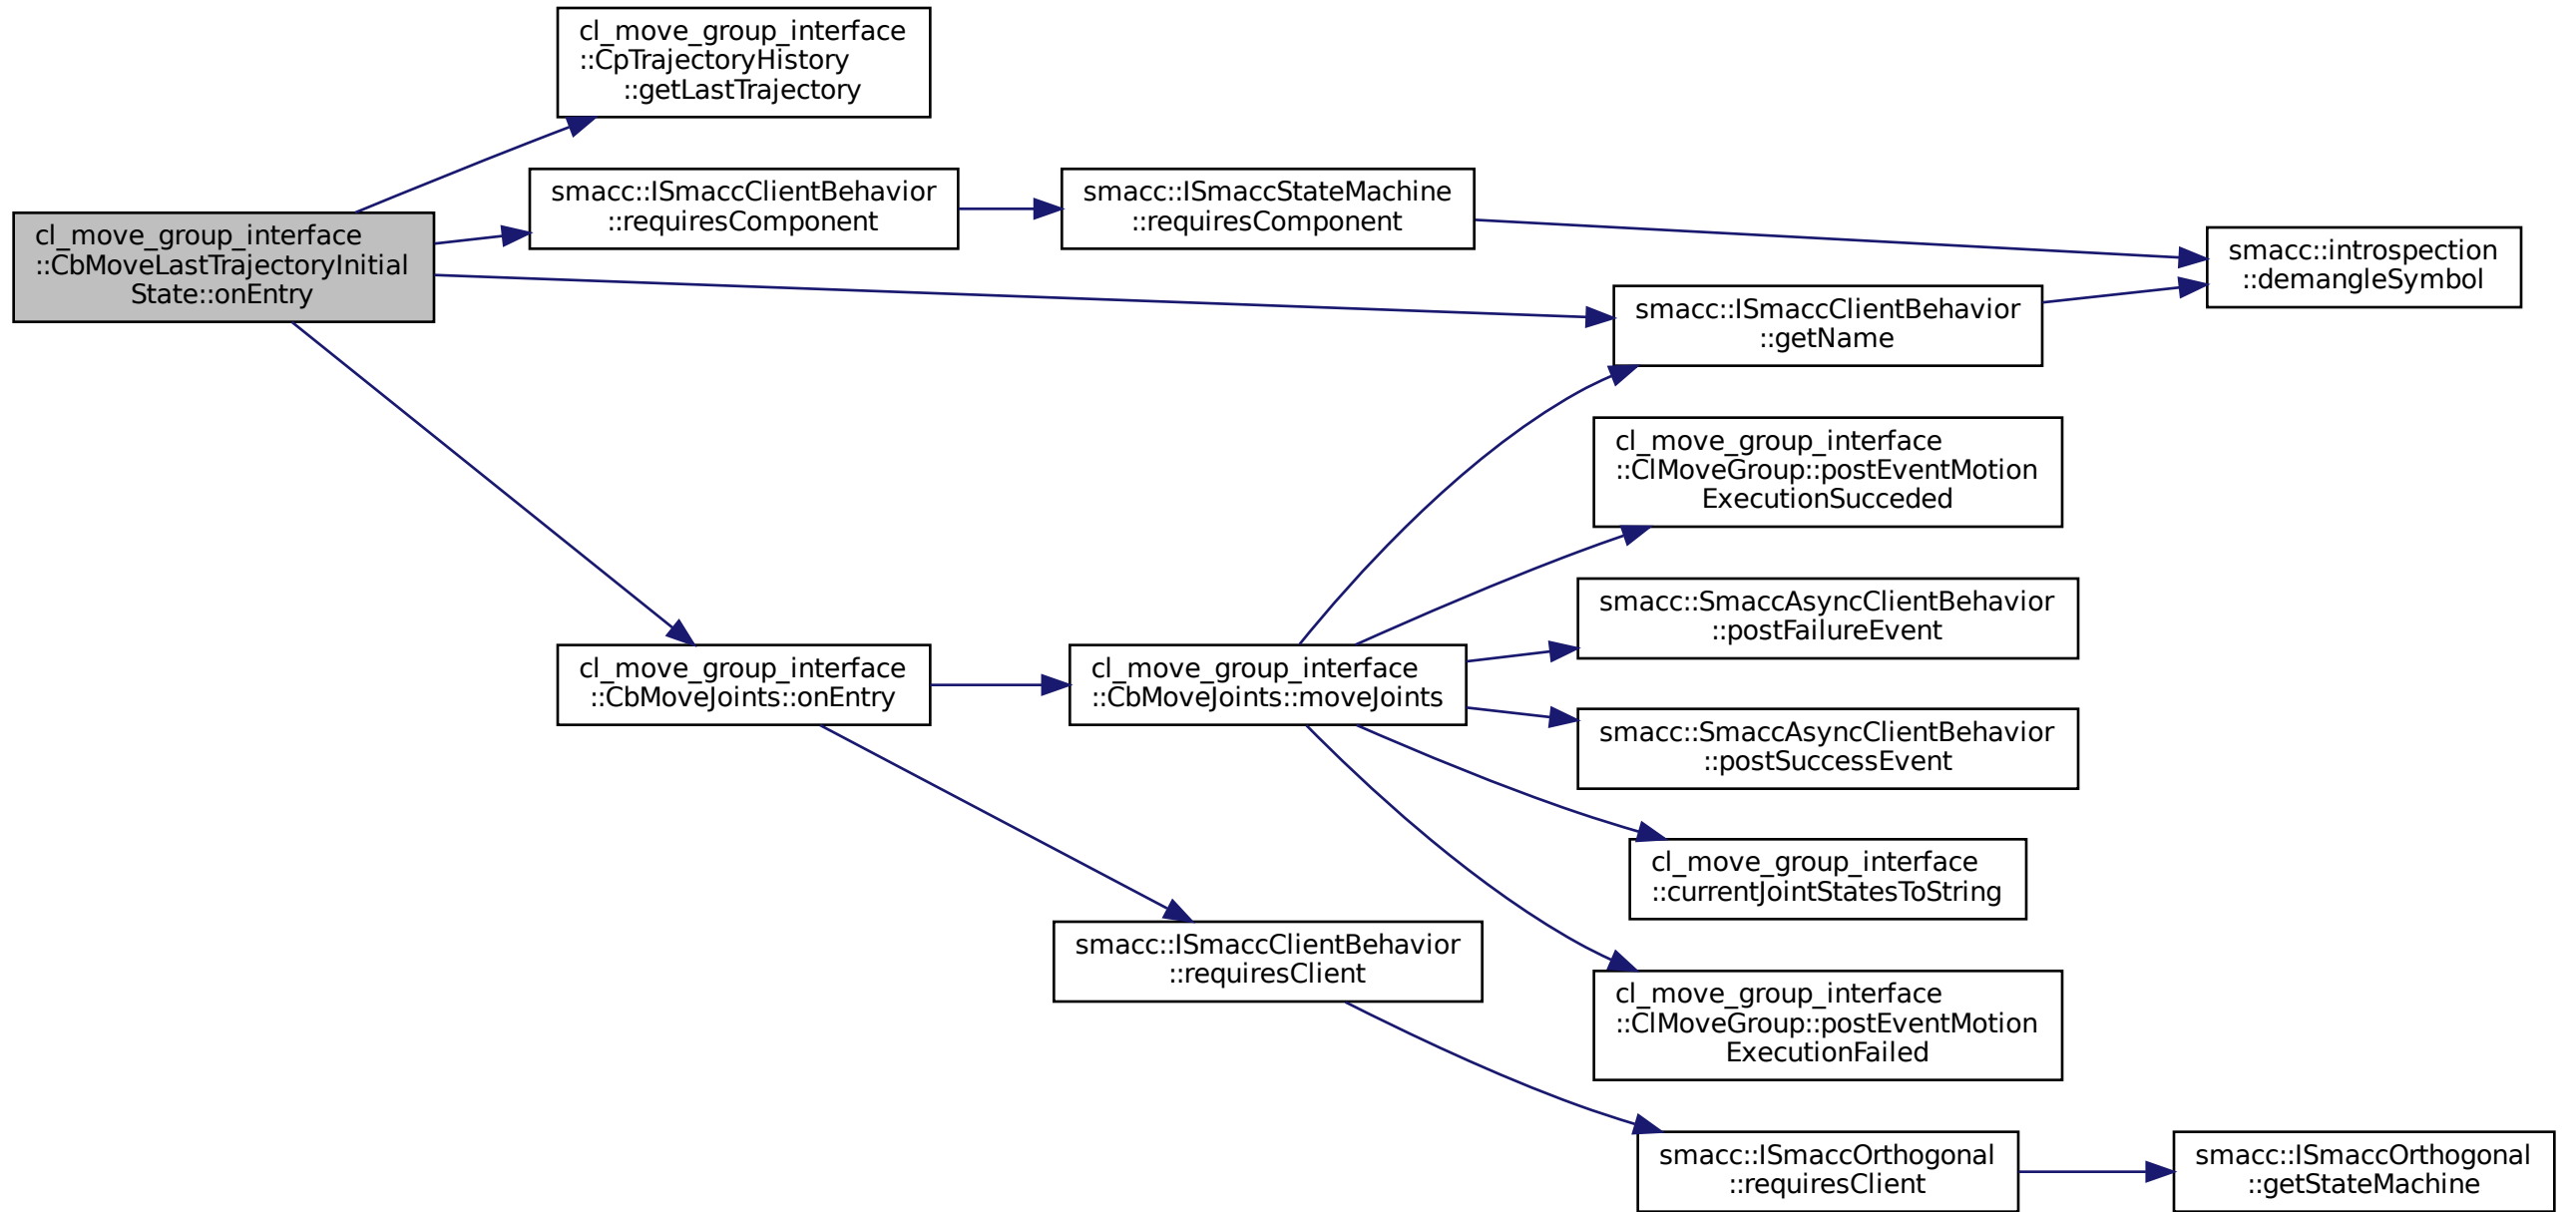 cl_move_group_interface
::CpTrajectoryHistory
::getLastTrajectory
smacc::ISmaccClientBehavior
::requiresComponent
smacc::ISmaccStateMachine
::requiresComponent
cl_move_group_interface
::CbMoveLastTrajectoryInitial
State::onEntry
smacc::introspection
::demangleSymbol
smacc::ISmaccClientBehavior
::getName
cl_move_group_interface
::ClMoveGroup::postEventMotion
ExecutionSucceded
smacc::SmaccAsyncClientBehavior
::postFailureEvent
cl_move_group_interface
::CbMoveJoints::onEntry
cl_move_group_interface
::CbMoveJoints::moveJoints
smacc::SmaccAsyncClientBehavior
::postSuccessEvent
cl_move_group_interface
::currentJointStatesToString
smacc::ISmaccClientBehavior
::requiresClient
cl_move_group_interface
::ClMoveGroup::postEventMotion
ExecutionFailed
smacc::ISmaccOrthogonal
::requiresClient
smacc::ISmaccOrthogonal
::getStateMachine